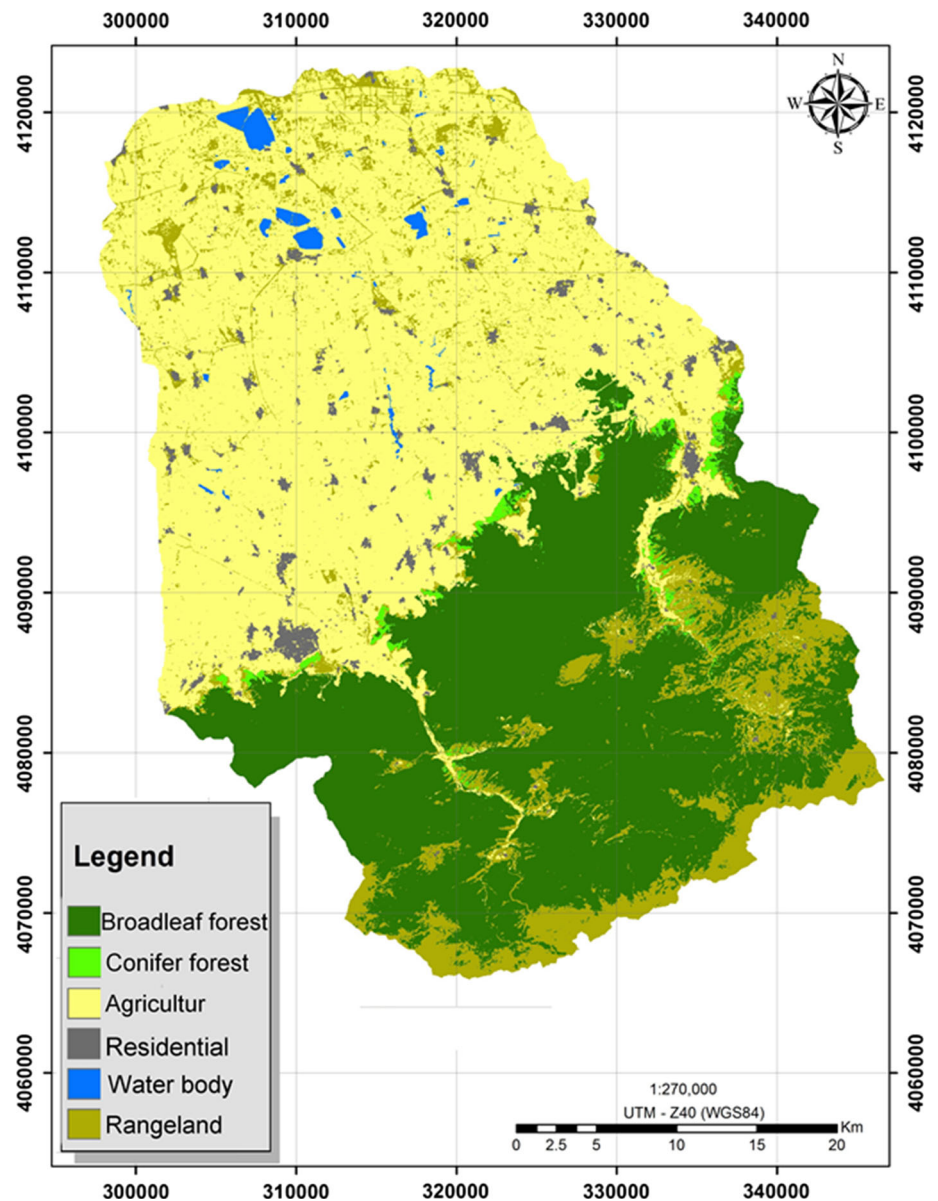 300000 310000 320000 330000 340000
N
W E
S
4120000 4120000
4110000 4110000
4100000 4100000
4090000 4090000
4080000 4080000
4070000 4070000
4060000 4060000
Legend
Broadleaf forest
Conifer forest
Agricultur
Residential
Water body
Rangeland
1:270,000
UTM - Z40 (WGS84)
Km
0 2.5 5 10 15 20
300000 310000 320000 330000 340000